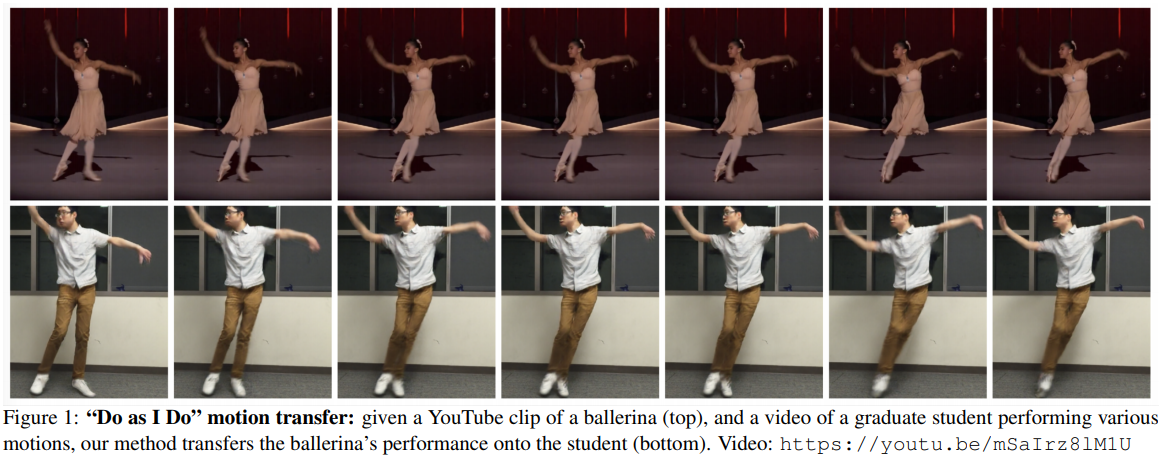 Figure 1: “Do as I Do” motion transfer: given a YouTube clip of a ballerina (top), and a video of a graduate student performing various
motions, our method transfers the ballerina’s performance onto the student (bottom). Video: https://youtu.be/mSaIrz8lM1U